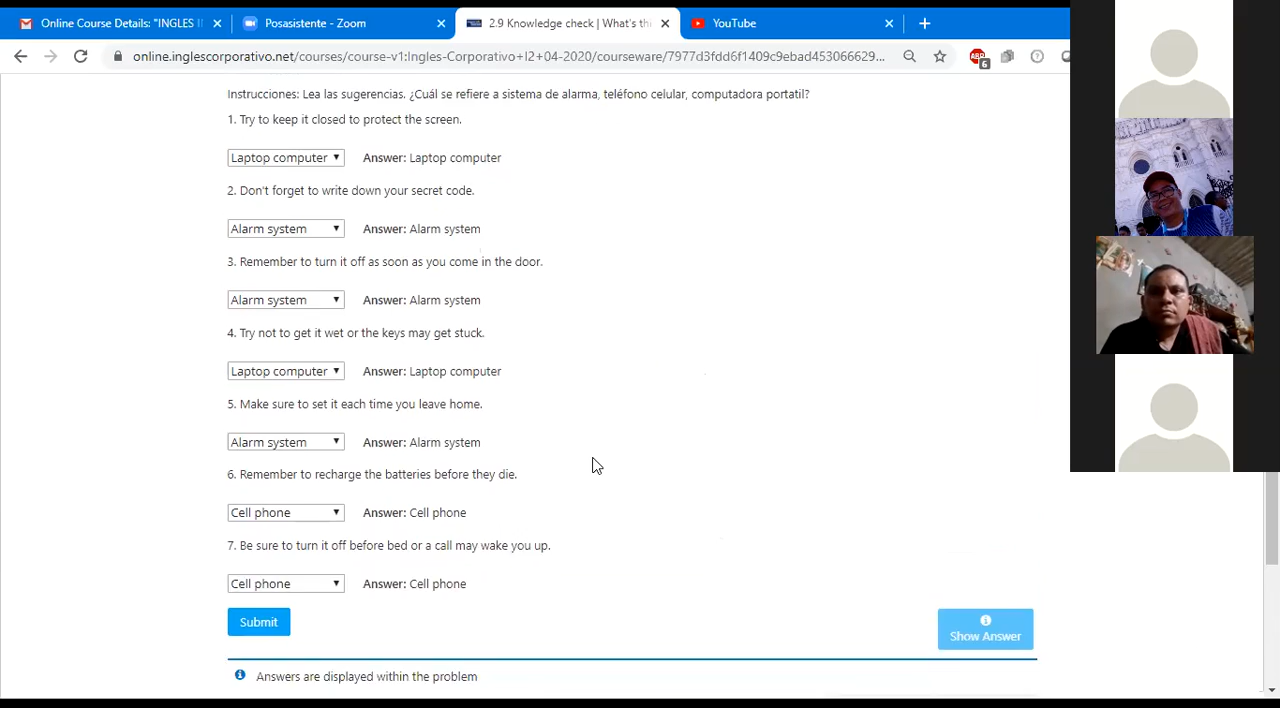 Online Course Details: "INGLES I
Posasistente - Zoom
2.9 Knowledge check | What's thi
YouTube
online.inglescorporativo.net/courses/course-v1:Ingles-Corporativo+I2+04-2020/courseware/7977d3fdd6f1409c9ebad453066629...
ABP
6
Instrucciones: Lea las sugerencias. ¿Cuál se refiere a sistema de alarma, teléfono celular, computadora portatil?
1. Try to keep it closed to protect the screen.
Laptop computer Answer: Laptop computer
2. Don't forget to write down your secret code.
Alarm system Answer: Alarm system
3. Remember to turn it off as soon as you come in the door.
Alarm system Answer: Alarm system
4. Try not to get it wet or the keys may get stuck.
Laptop computer Answer: Laptop computer
5. Make sure to set it each time you leave home.
Alarm system Answer: Alarm system
6. Remember to recharge the batteries before they die.
Cell phone Answer: Cell phone
7. Be sure to turn it off before bed or a call may wake you up.
Cell phone Answer: Cell phone
Submit
Show Answer
Answers are displayed within the problem